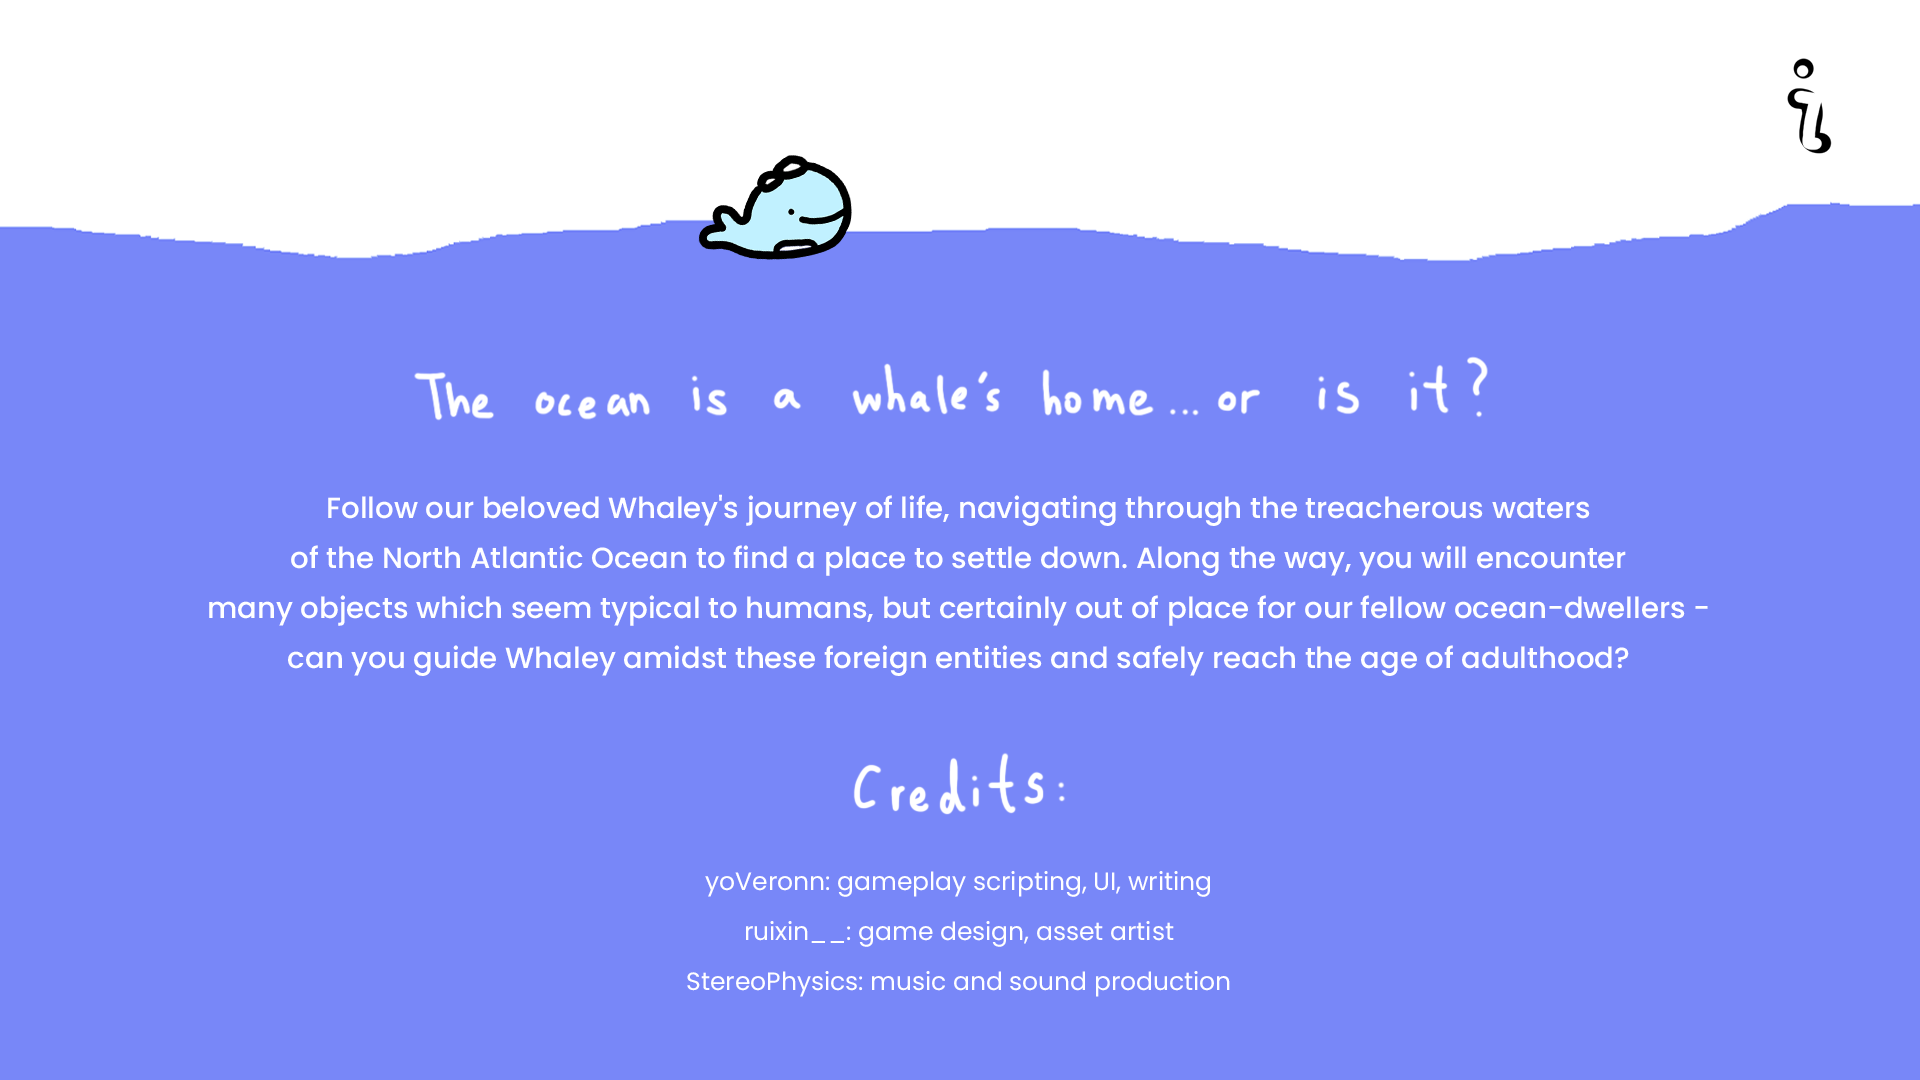 The ocean is a whale's home... or is it?
Follow our beloved Whaley's journey of life, navigating through the treacherous waters
of the North Atlantic Ocean to find a place to settle down. Along the way, you will encounter
many objects which seem typical to humans, but certainly out of place for our fellow ocean-dwellers -
can you guide Whaley amidst these foreign entities and safely reach the age of adulthood?
Credits:
yoVeronn: gameplay scripting, UI, writing
ruixin__: game design, asset artist
StereoPhysics: music and sound production